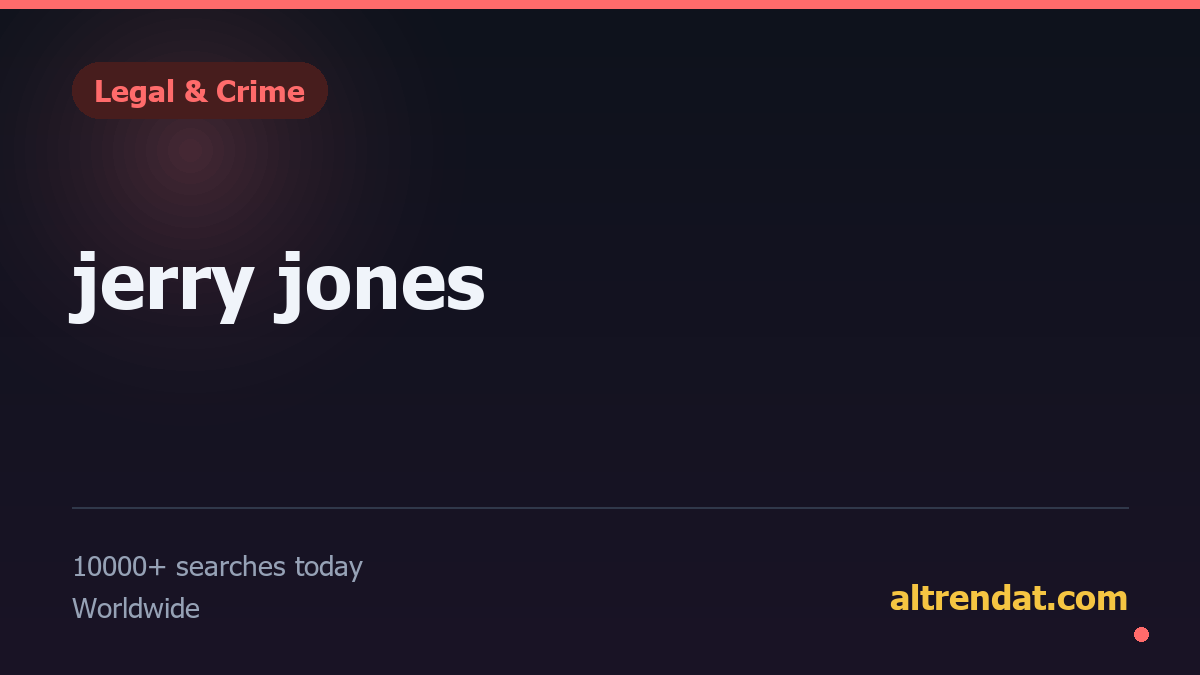 Legal & Crime
jerry jones
10000+ searches today
Worldwide
altrendat.com